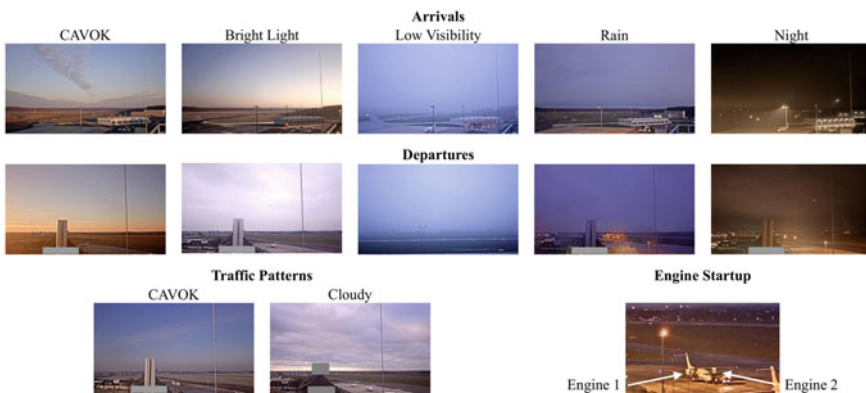 Arrivals
CAVOK Bright Light Low Visibility Rain Night
Departures
Traffic Patterns Engine Startup
CAVOK Cloudy
Engine 1 Engine 2